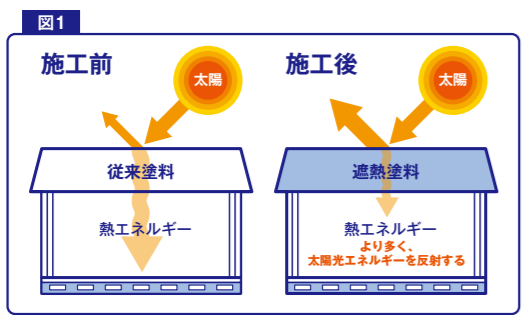 図1
施工前
太陽
従来塗料
熱エネルギー
施工後
太陽
遮熱塗料
熱エネルギー
より多く、
太陽光エネルギーを反射する